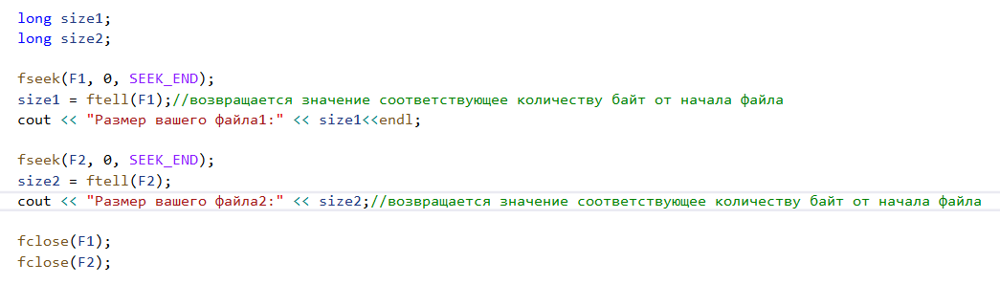 long size1;
long size2;
fseek(F1, 0, SEEK_END);
size1 = ftell(F1);//возвращается значение соответствующее количеству байт от начала файла
cout << "Размер вашего файла1:" << size1<<endl;
fseek(F2, 0, SEEK_END);
size2 = ftell(F2);
cout << "Размер вашего файла2:" << size2;//возвращается значение соответствующее количеству байт от начала файла
fclose(F1);
fclose(F2);